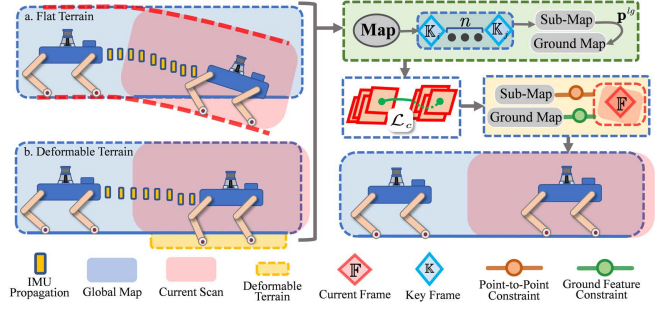 a. Flat Terrain
b. Deformable Terrain
Map
𝕂
n
𝕂
Sub-Map
Ground Map
p^{lg}
ℒ_c
Sub-Map
Ground Map
𝔽
IMU
Propagation
Global Map
Current Scan
Deformable
Terrain
𝔽
Current Frame
𝕂
Key Frame
Point-to-Point
Constraint
Ground Feature
Constraint